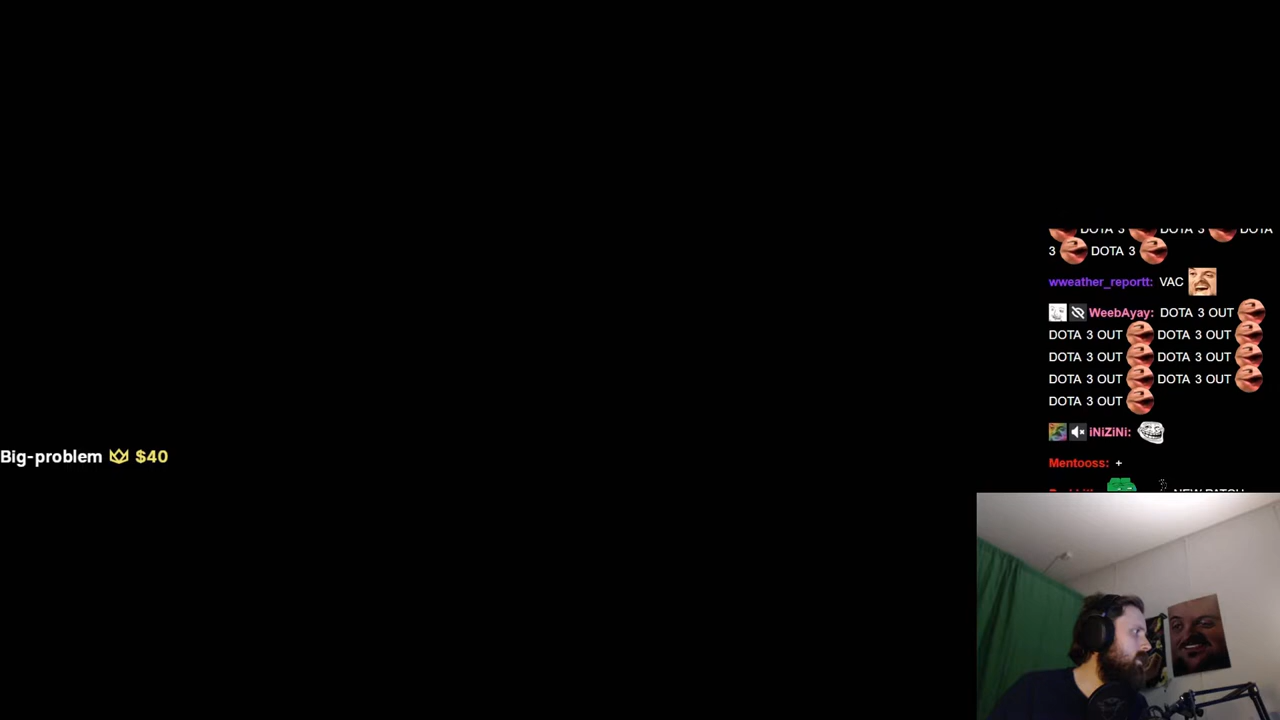 DOTA 3 DOTA 3 DOTA
3 DOTA 3
wweather_reportt: VAC
WeebAyay: DOTA 3 OUT
DOTA 3 OUT DOTA 3 OUT
DOTA 3 OUT DOTA 3 OUT
DOTA 3 OUT DOTA 3 OUT
DOTA 3 OUT
iNiZiNi:
Big-problem $40
Mentooss: +
NEW PATCH